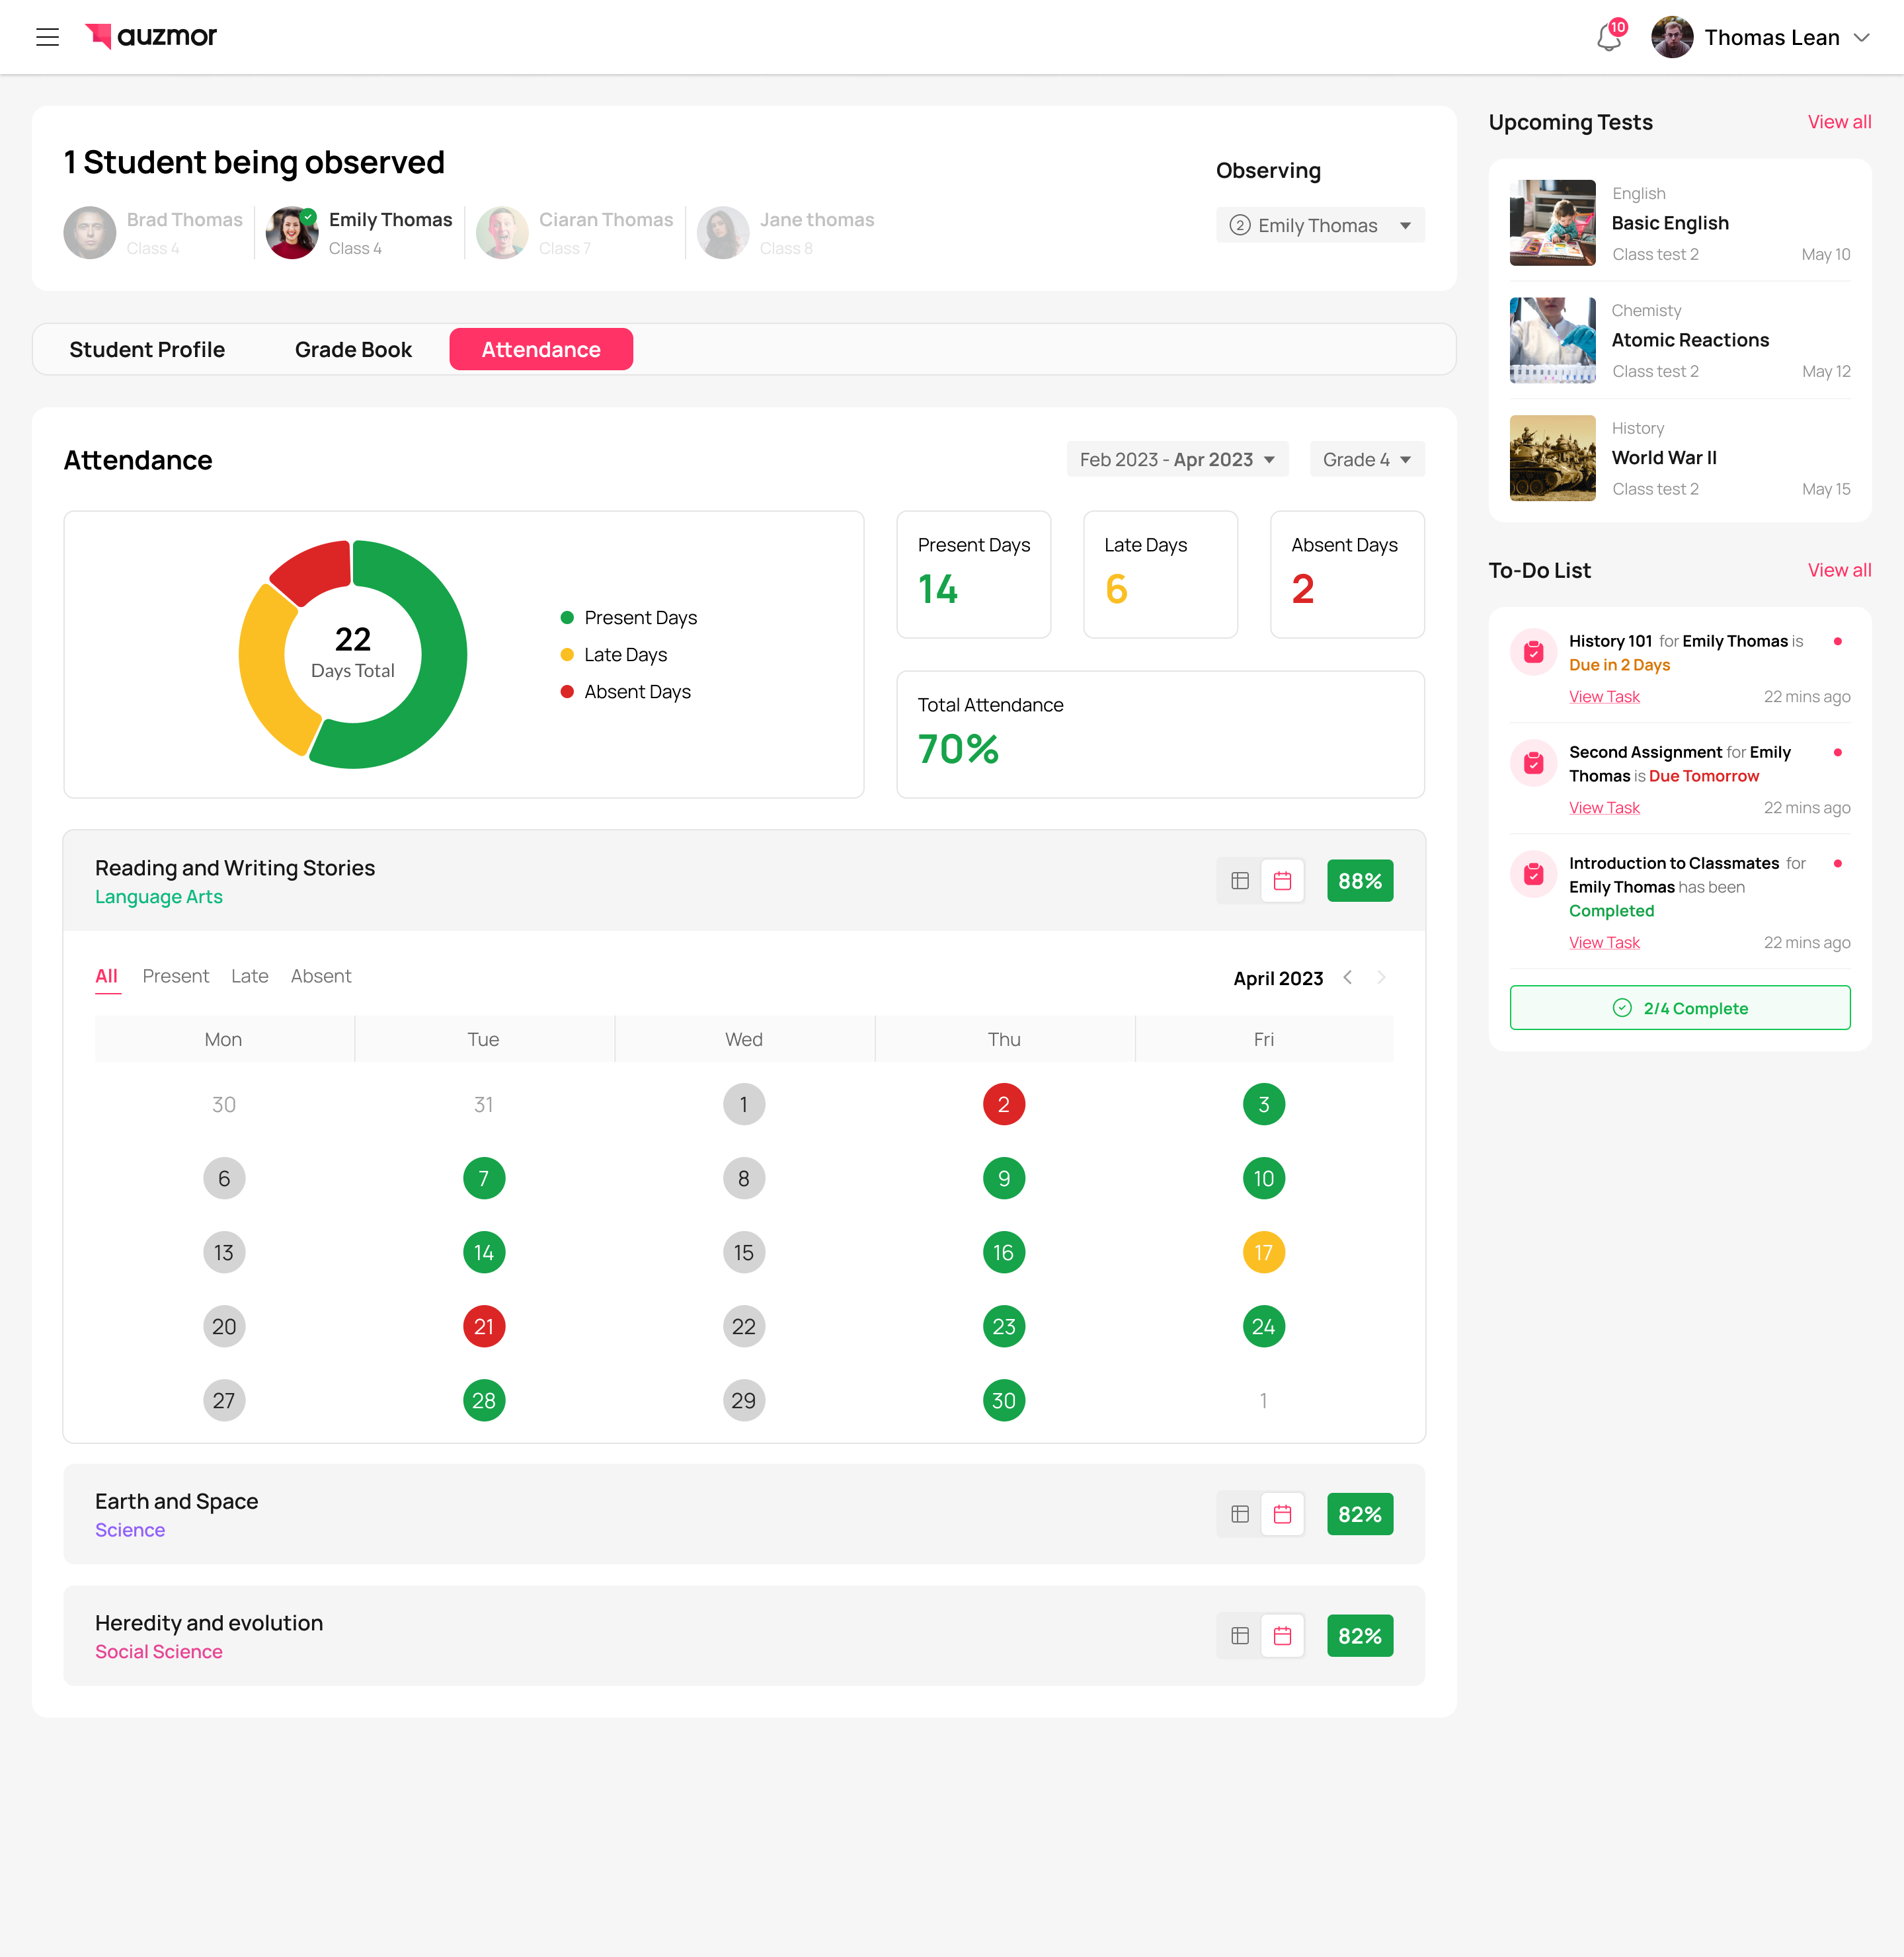 auzmor
10
Thomas Lean
1 Student being observed
Brad Thomas
Class 4
Emily Thomas
Class 4
Ciaran Thomas
Class 7
Jane thomas
Class 8
Observing
2 Emily Thomas
Student Profile
Grade Book
Attendance
Attendance
Feb 2023 - Apr 2023
Grade 4
22
Days Total
Present Days
Late Days
Absent Days
Present Days
14
Late Days
6
Absent Days
2
Total Attendance
70%
Reading and Writing Stories
Language Arts
88%
All Present Late Absent
April 2023
Mon Tue Wed Thu Fri
30 31 1 2 3
6 7 8 9 10
13 14 15 16 17
20 21 22 23 24
27 28 29 30 1
Earth and Space
Science
82%
Heredity and evolution
Social Science
82%
Upcoming Tests
View all
English
Basic English
Class test 2 May 10
Chemisty
Atomic Reactions
Class test 2 May 12
History
World War II
Class test 2 May 15
To-Do List
View all
History 101 for Emily Thomas is
Due in 2 Days
View Task 22 mins ago
Second Assignment for Emily
Thomas is Due Tomorrow
View Task 22 mins ago
Introduction to Classmates for
Emily Thomas has been
Completed
View Task 22 mins ago
2/4 Complete